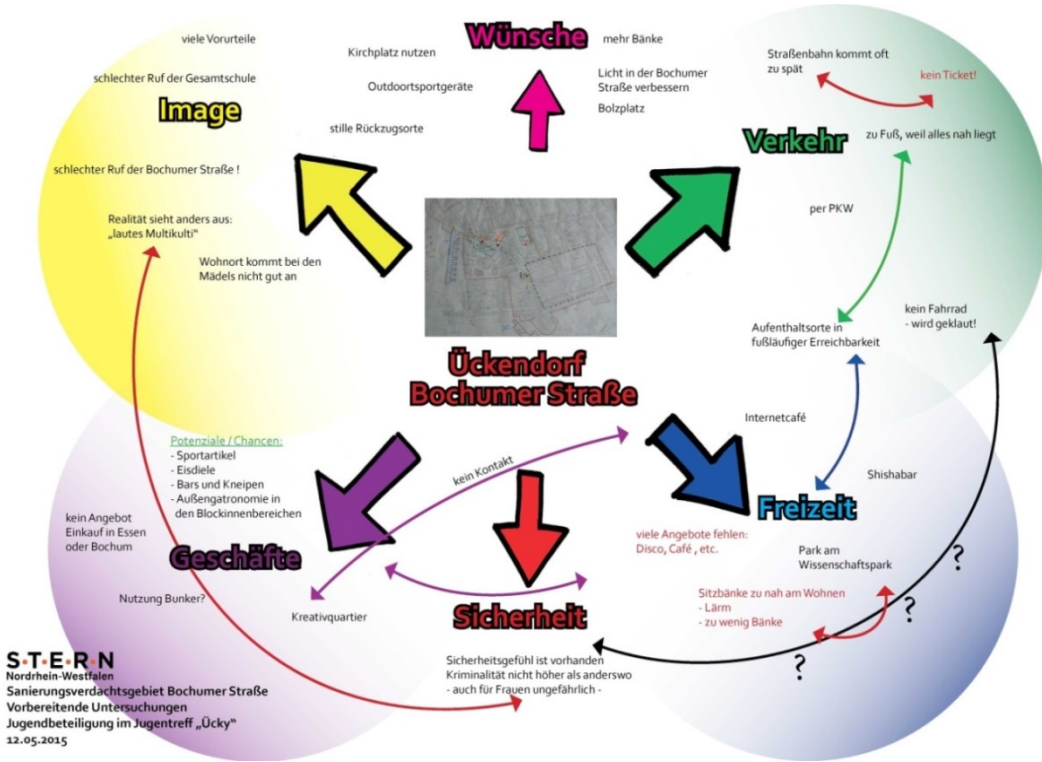 Wünsche
viele Vorurteile
Kirchplatz nutzen
mehr Bänke
schlechter Ruf der Gesamtschule
Outdoortsportgeräte
Licht in der Bochumer
Straße verbessern
Bolzplatz
stille Rückzugsorte
Image
schlechter Ruf der Bochumer Straße !
Realität sieht anders aus:
„lautes Multikulti“
Wohnort kommt bei den
Mädels nicht gut an
Straßenbahn kommt oft
zu spät
kein Ticket!
Verkehr
zu Fuß, weil alles nah liegt
per PKW
kein Fahrrad
- wird geklaut!
Aufenthaltsorte in
fußläufiger Erreichbarkeit
Ückendorf
Bochumer Straße
Internetcafé
Shishabar
Freizeit
viele Angebote fehlen:
Disco, Café , etc.
Park am
Wissenschaftspark
Sitzbänke zu nah am Wohnen
- Lärm
- zu wenig Bänke
?
?
?
Potenziale / Chancen:
- Sportartikel
- Eisdiele
- Bars und Kneipen
- Außengatronomie in
den Blockinnenbereichen
kein Kontakt
kein Angebot
Einkauf in Essen
oder Bochum
Geschäfte
Nutzung Bunker?
Kreativquartier
Sicherheit
Sicherheitsgefühl ist vorhanden
Kriminalität nicht höher als anderswo
- auch für Frauen ungefährlich -
S·T·E·R·N
Nordrhein-Westfalen
Sanierungsverdachtsgebiet Bochumer Straße
Vorbereitende Untersuchungen
Jugendbeteiligung im Jugentreff „Ücky“
12.05.2015